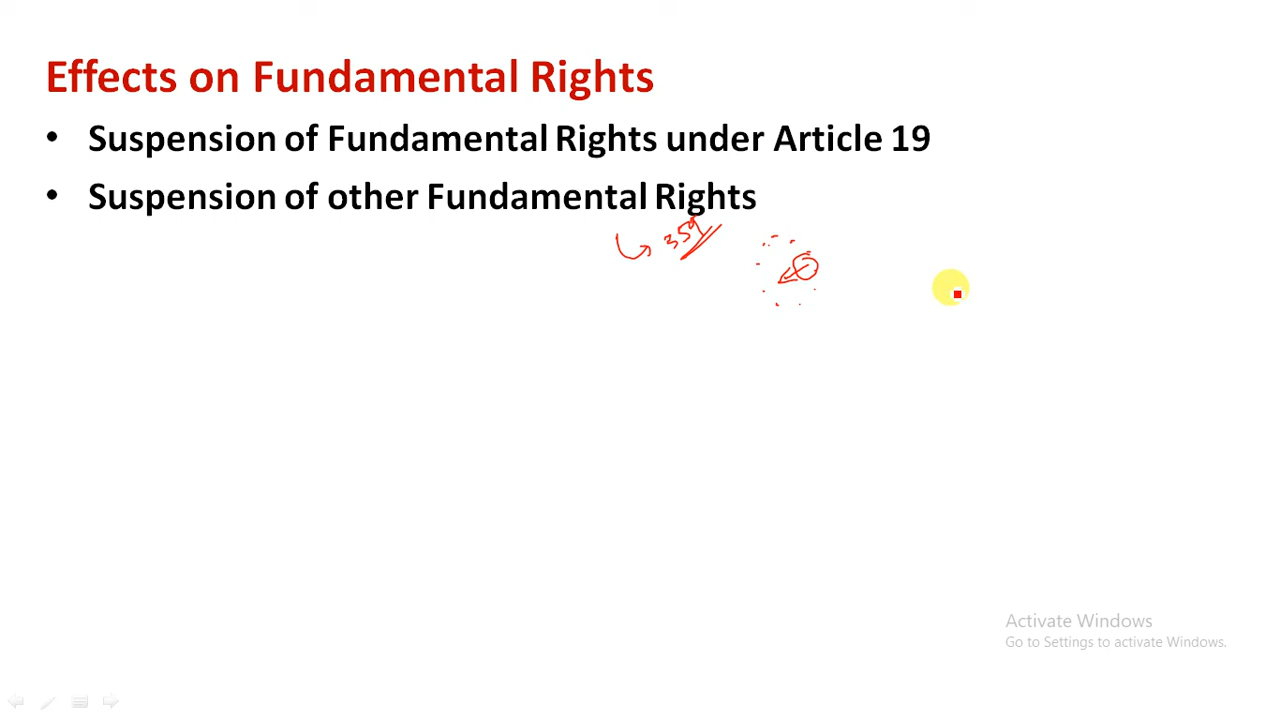 Effects on Fundamental Rights
• Suspension of Fundamental Rights under Article 19
• Suspension of other Fundamental Rights
359
Activate Windows
Go to Settings to activate Windows.